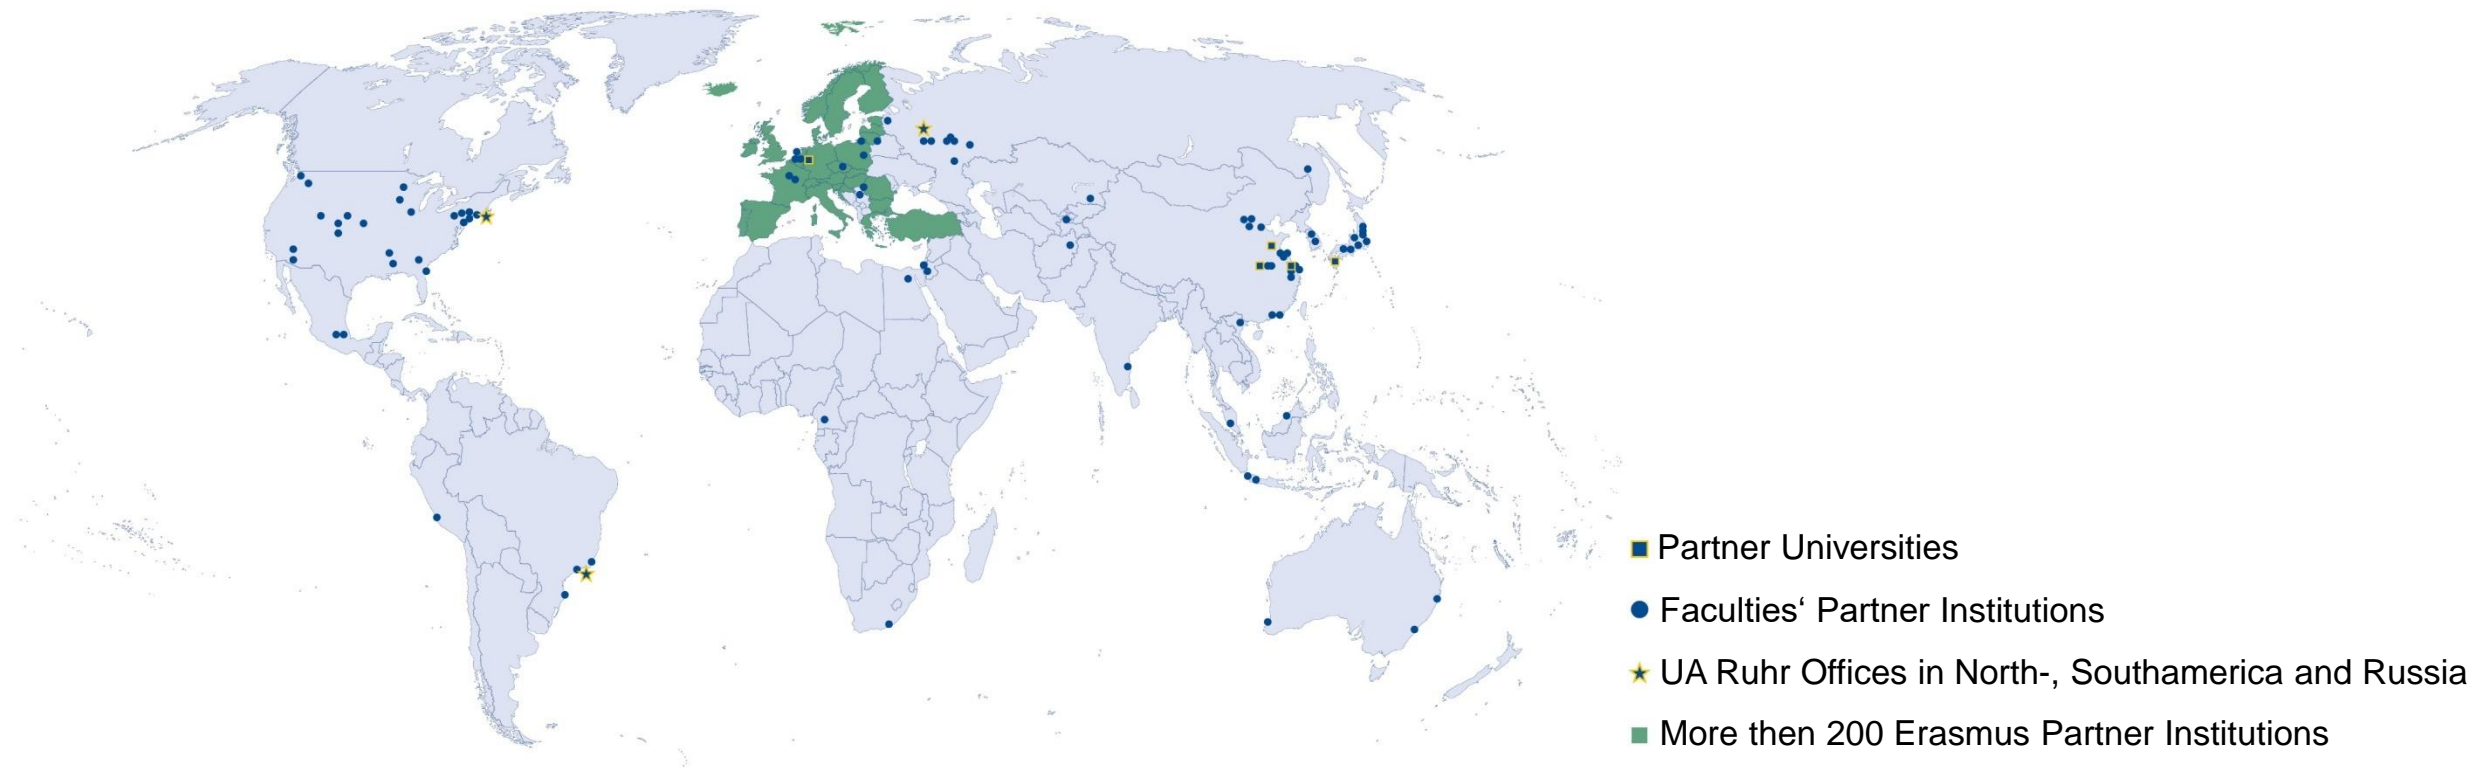 Partner Universities
Faculties‘ Partner Institutions
UA Ruhr Offices in North-, Southamerica and Russia
More then 200 Erasmus Partner Institutions